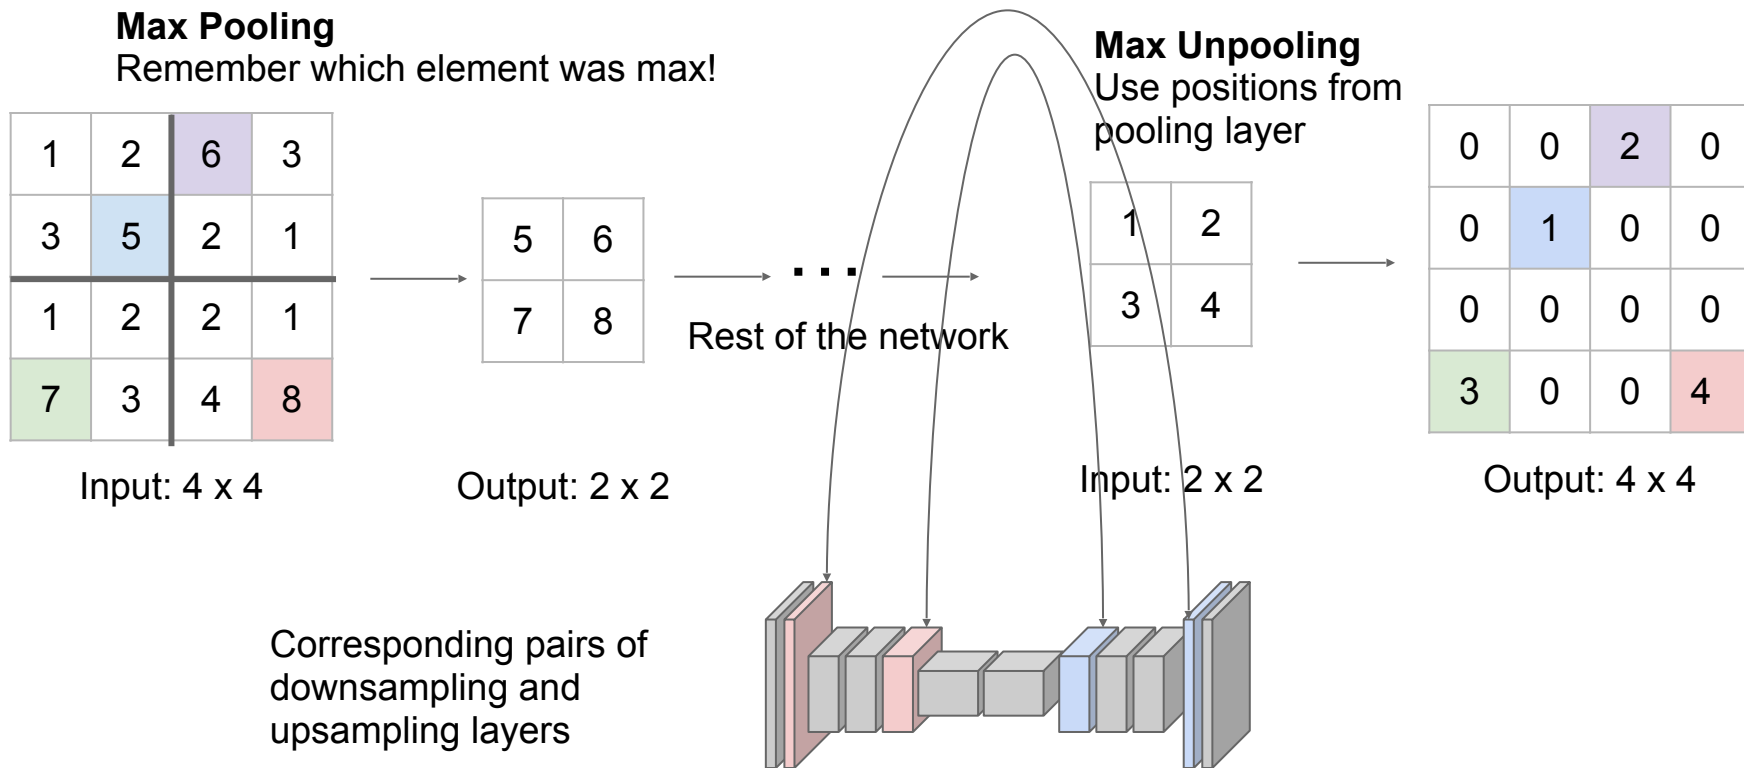 Max Pooling
Remember which element was max!
1 2 6 3
3 5 2 1
1 2 2 1
7 3 4 8
Input: 4 x 4
5 6
7 8
Output: 2 x 2
...
Rest of the network
Max Unpooling
Use positions from
pooling layer
1 2
3 4
Input: 2 x 2
0 0 2 0
0 1 0 0
0 0 0 0
3 0 0 4
Output: 4 x 4
Corresponding pairs of
downsampling and
upsampling layers